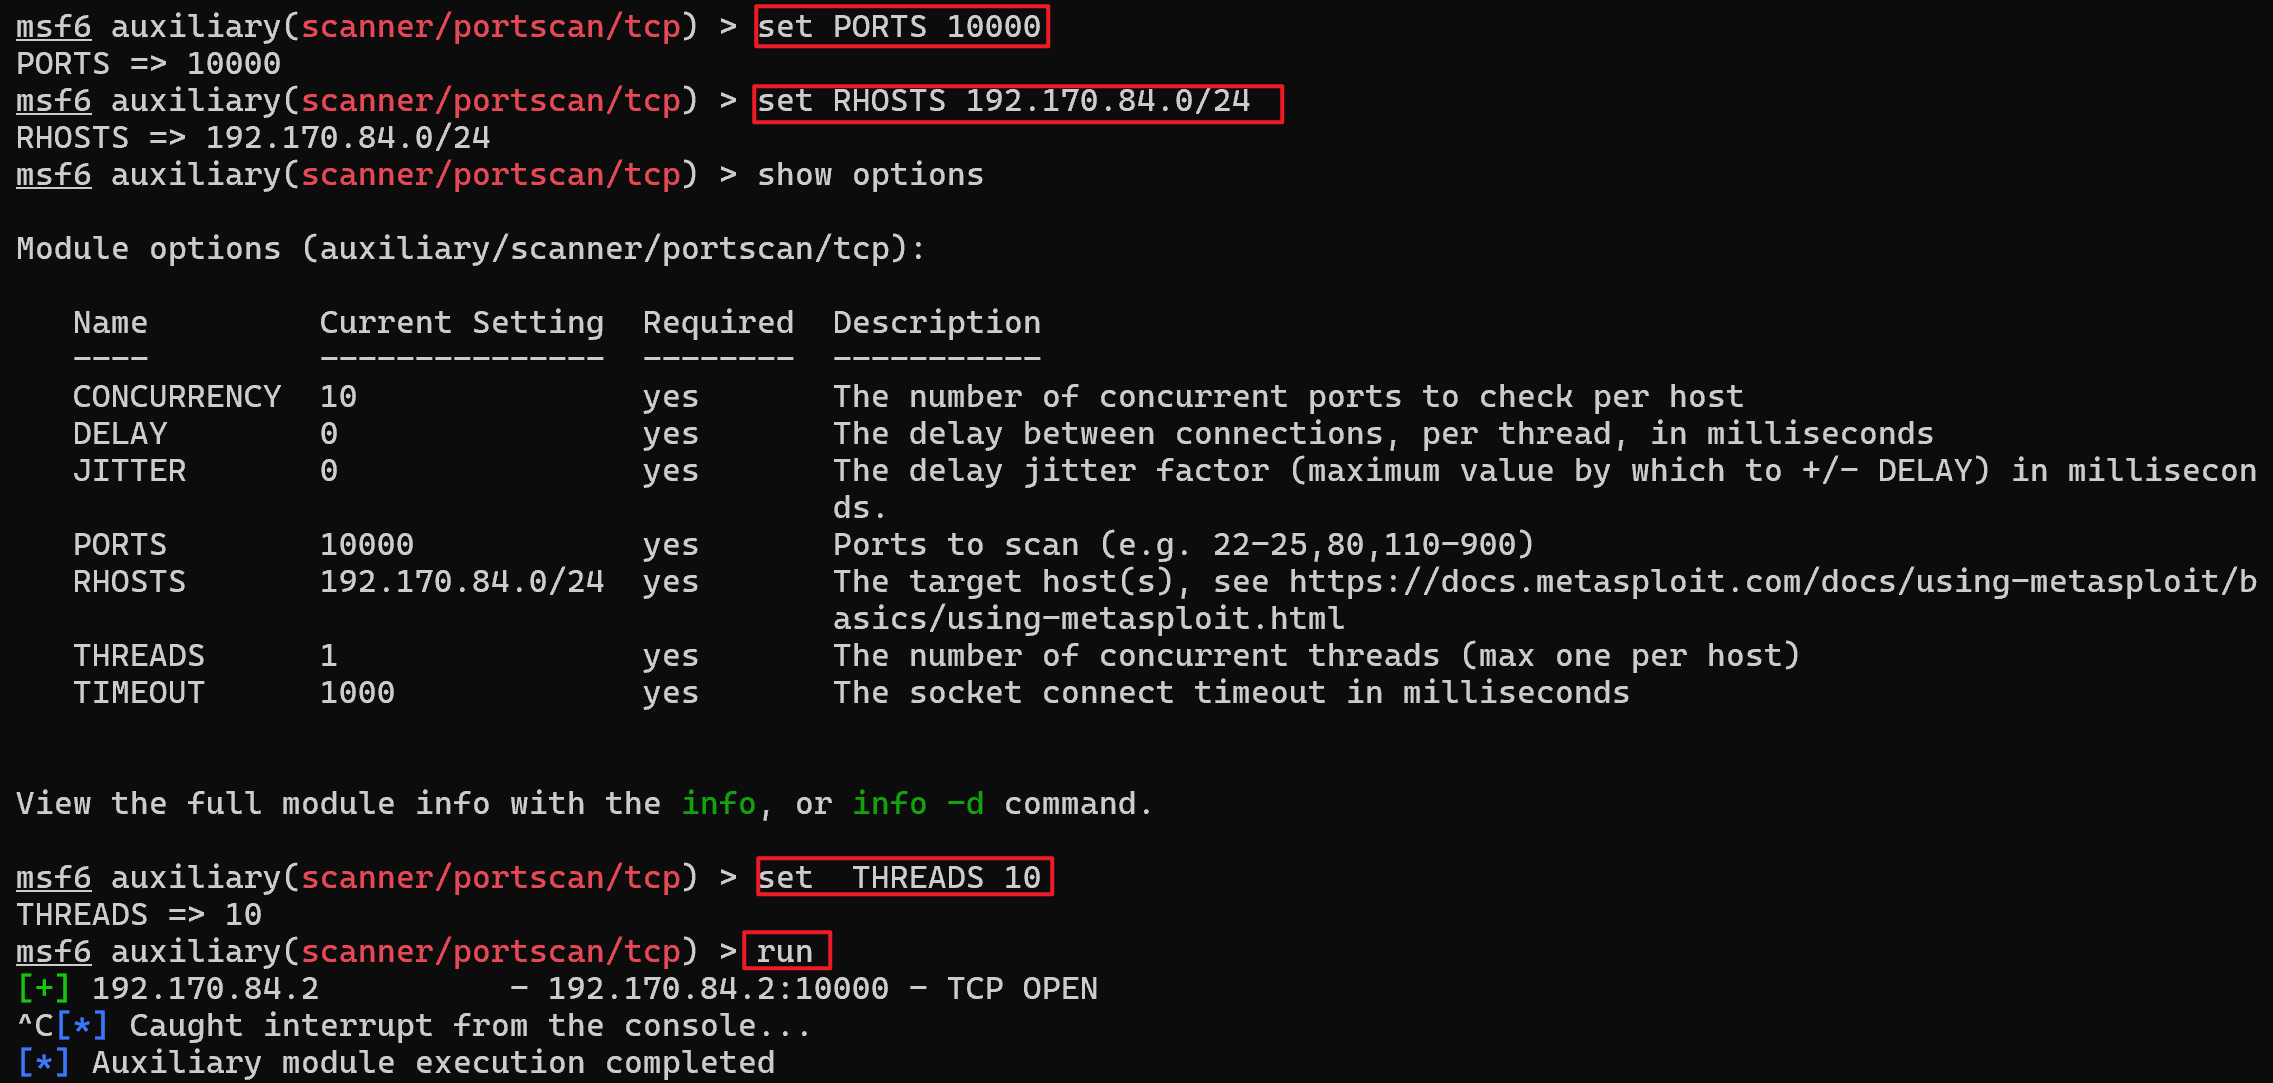 msf6 auxiliary(scanner/portscan/tcp) > set PORTS 10000
PORTS => 10000
msf6 auxiliary(scanner/portscan/tcp) > set RHOSTS 192.170.84.0/24
RHOSTS => 192.170.84.0/24
msf6 auxiliary(scanner/portscan/tcp) > show options
Module options (auxiliary/scanner/portscan/tcp):
Name Current Setting Required Description
---- --------------- -------- -----------
CONCURRENCY 10 yes The number of concurrent ports to check per host
DELAY 0 yes The delay between connections, per thread, in milliseconds
JITTER 0 yes The delay jitter factor (maximum value by which to +/- DELAY) in millisecon
ds.
PORTS 10000 yes Ports to scan (e.g. 22-25,80,110-900)
RHOSTS 192.170.84.0/24 yes The target host(s), see https://docs.metasploit.com/docs/using-metasploit/b
asics/using-metasploit.html
THREADS 1 yes The number of concurrent threads (max one per host)
TIMEOUT 1000 yes The socket connect timeout in milliseconds
View the full module info with the info, or info -d command.
msf6 auxiliary(scanner/portscan/tcp) > set  THREADS 10
THREADS => 10
msf6 auxiliary(scanner/portscan/tcp) > run
[+] 192.170.84.2 - 192.170.84.2:10000 - TCP OPEN
^C[*] Caught interrupt from the console...
[*] Auxiliary module execution completed